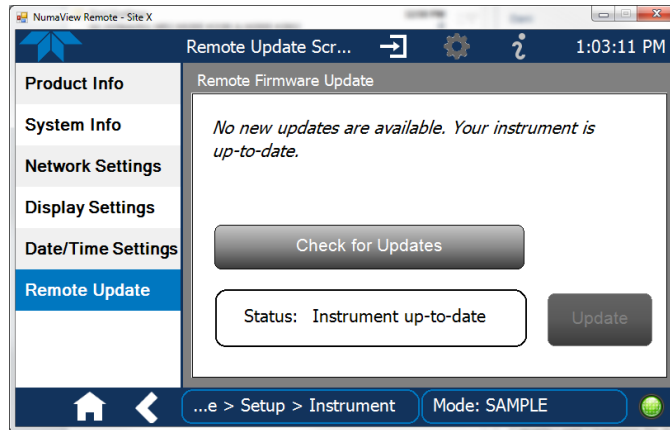 NumaView Remote - Site X
Remote Update Scr...
1:03:11 PM
Product Info
System Info
Network Settings
Display Settings
Date/Time Settings
Remote Update
Remote Firmware Update
No new updates are available. Your instrument is
up-to-date.
Check for Updates
Status: Instrument up-to-date
Update
...e > Setup > Instrument
Mode: SAMPLE